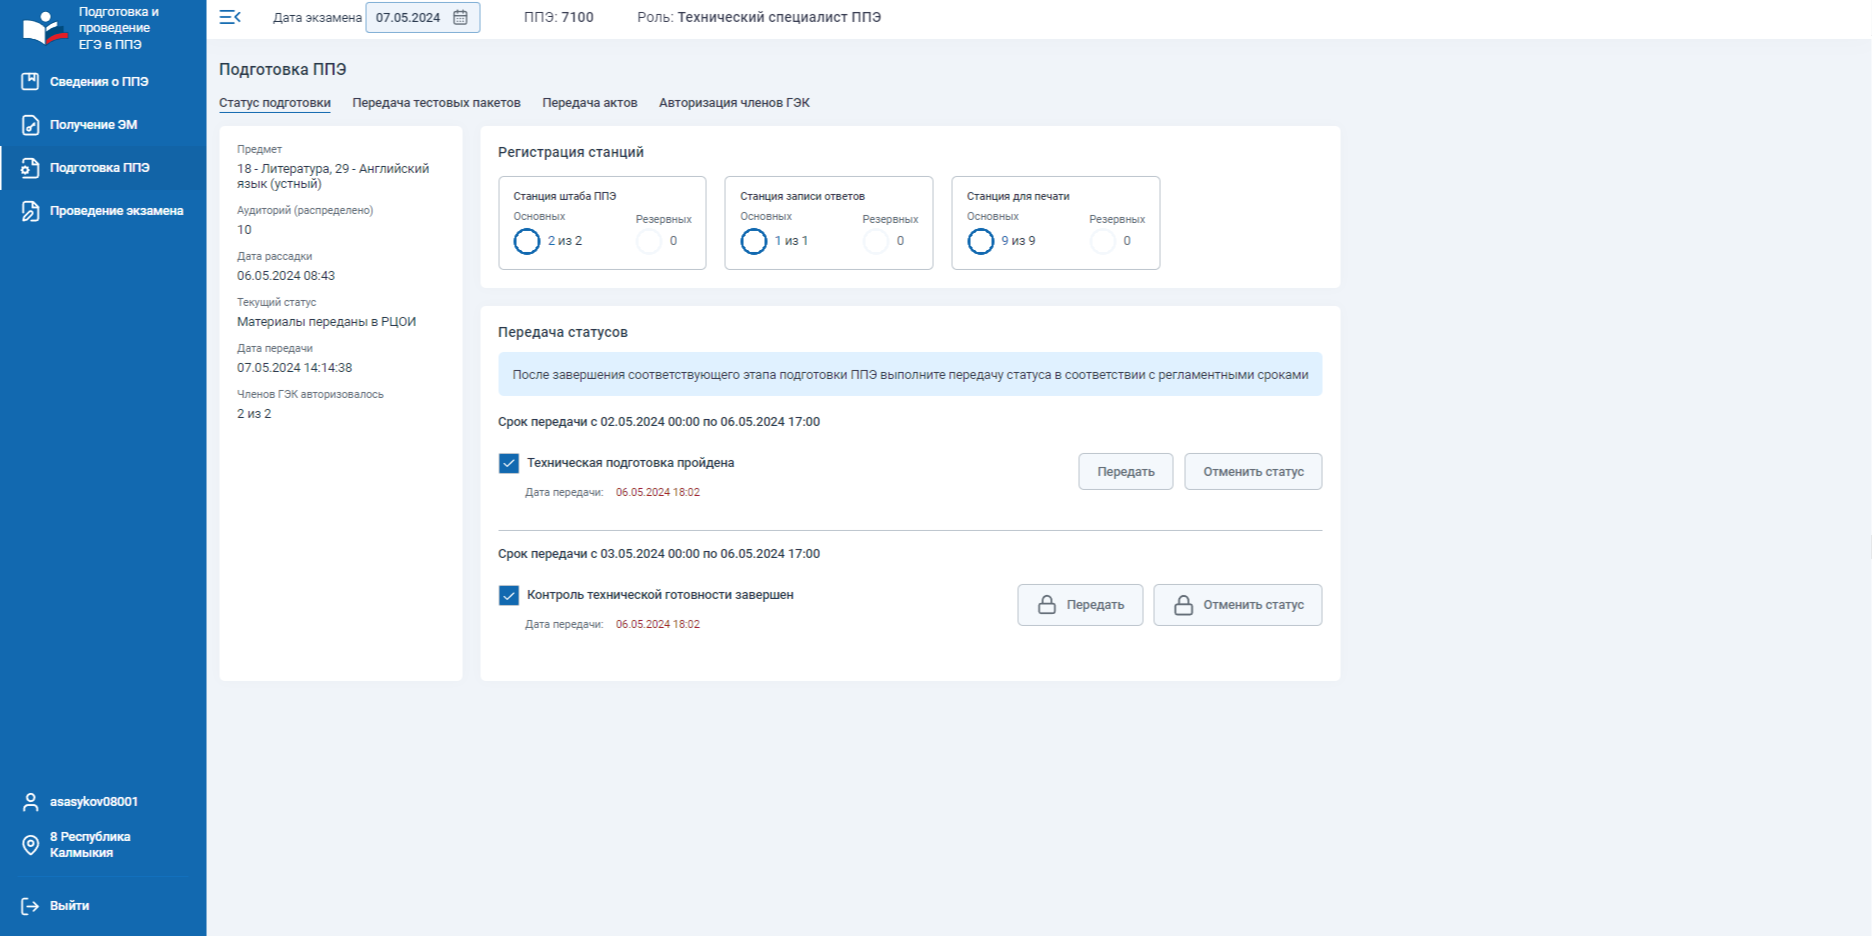 Подготовка и
проведение
ЕГЭ в ППЭ
Сведения о ППЭ
Получение ЭМ
Подготовка ППЭ
Проведение экзамена
asasykov08001
8 Республика
Калмыкия
Выйти
Дата экзамена 07.05.2024 ППЭ: 7100 Роль: Технический специалист ППЭ
Подготовка ППЭ
Статус подготовки Передача тестовых пакетов Передача актов Авторизация членов ГЭК
Предмет
18 - Литература, 29 - Английский
язык (устный)
Аудиторий (распределено)
10
Дата рассадки
06.05.2024 08:43
Текущий статус
Материалы переданы в РЦОИ
Дата передачи
07.05.2024 14:14:38
Членов ГЭК авторизовалось
2 из 2
Регистрация станций
Станция штаба ППЭ
Основных Резервных
2 из 2 0
Станция записи ответов
Основных Резервных
1 из 1 0
Станция для печати
Основных Резервных
9 из 9 0
Передача статусов
После завершения соответствующего этапа подготовки ППЭ выполните передачу статуса в соответствии с регламентными сроками
Срок передачи с 02.05.2024 00:00 по 06.05.2024 17:00
Техническая подготовка пройдена
Дата передачи: 06.05.2024 18:02
Передать Отменить статус
Срок передачи с 03.05.2024 00:00 по 06.05.2024 17:00
Контроль технической готовности завершен
Дата передачи: 06.05.2024 18:02
Передать Отменить статус